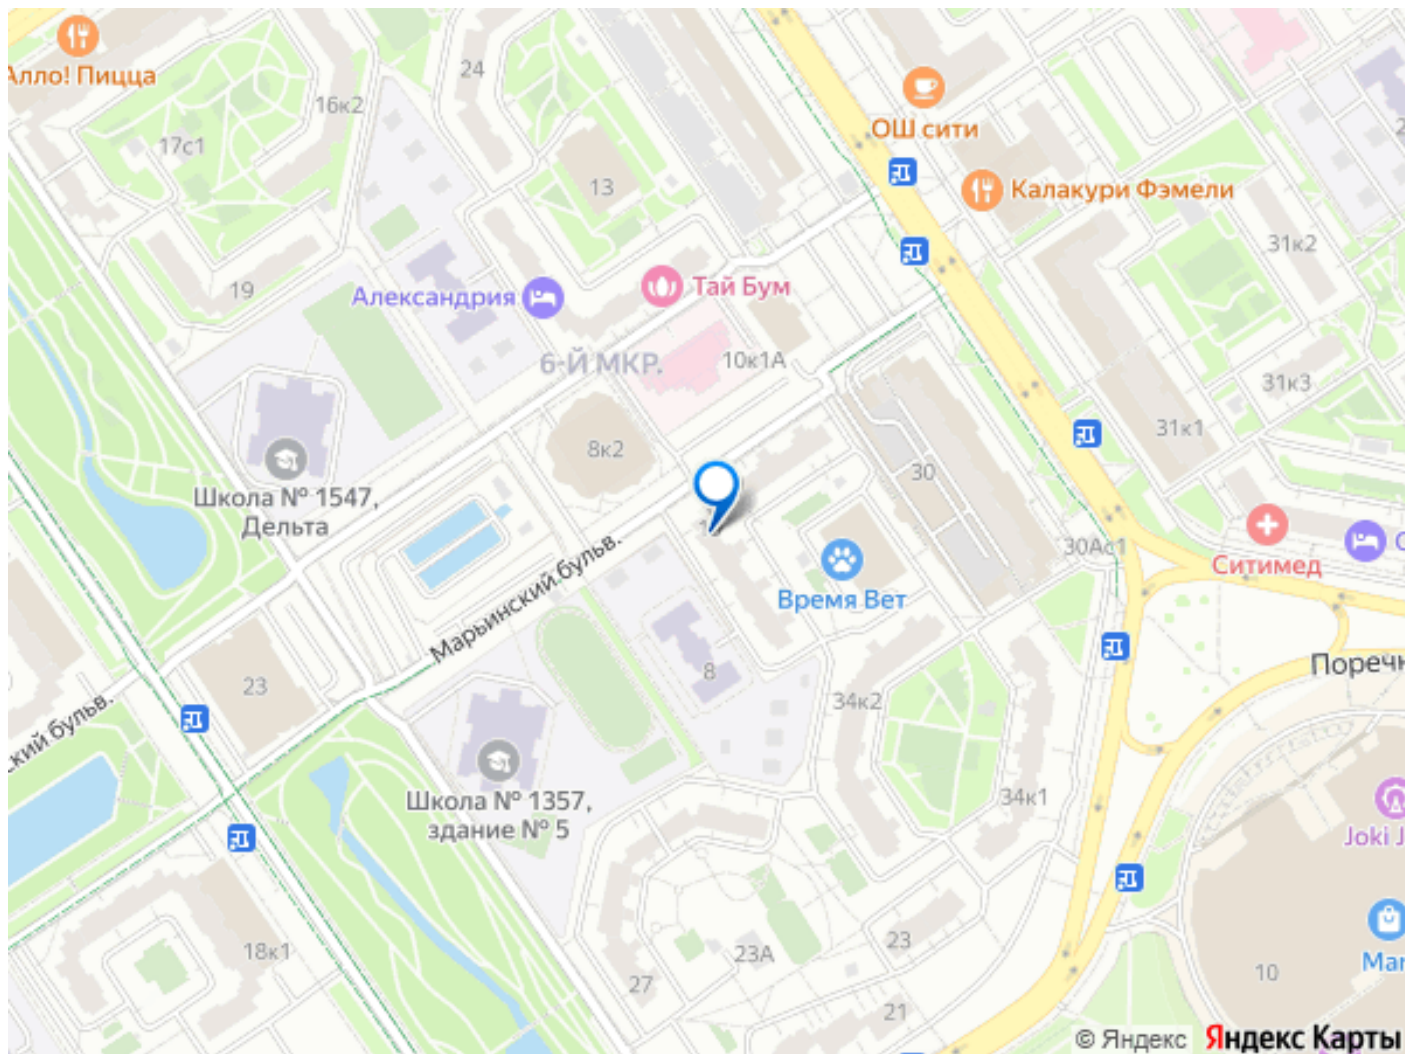 Алло! Пицца
24
16к2
17с1
ОШ сити
13
Калакури Фэмели
31к2
19
Александрия
Тай Бум
6-Й МКР.
10к1А
31к3
8к2
31к1
30
Школа № 1547,
Дельта
30Ас1
Ситимед
Время Вет
Марьинский бульв.
8
23
34к2
34к1
Школа № 1357,
здание № 5
18к1
23А
23
27
21
10
© Яндекс
Яндекс Карты